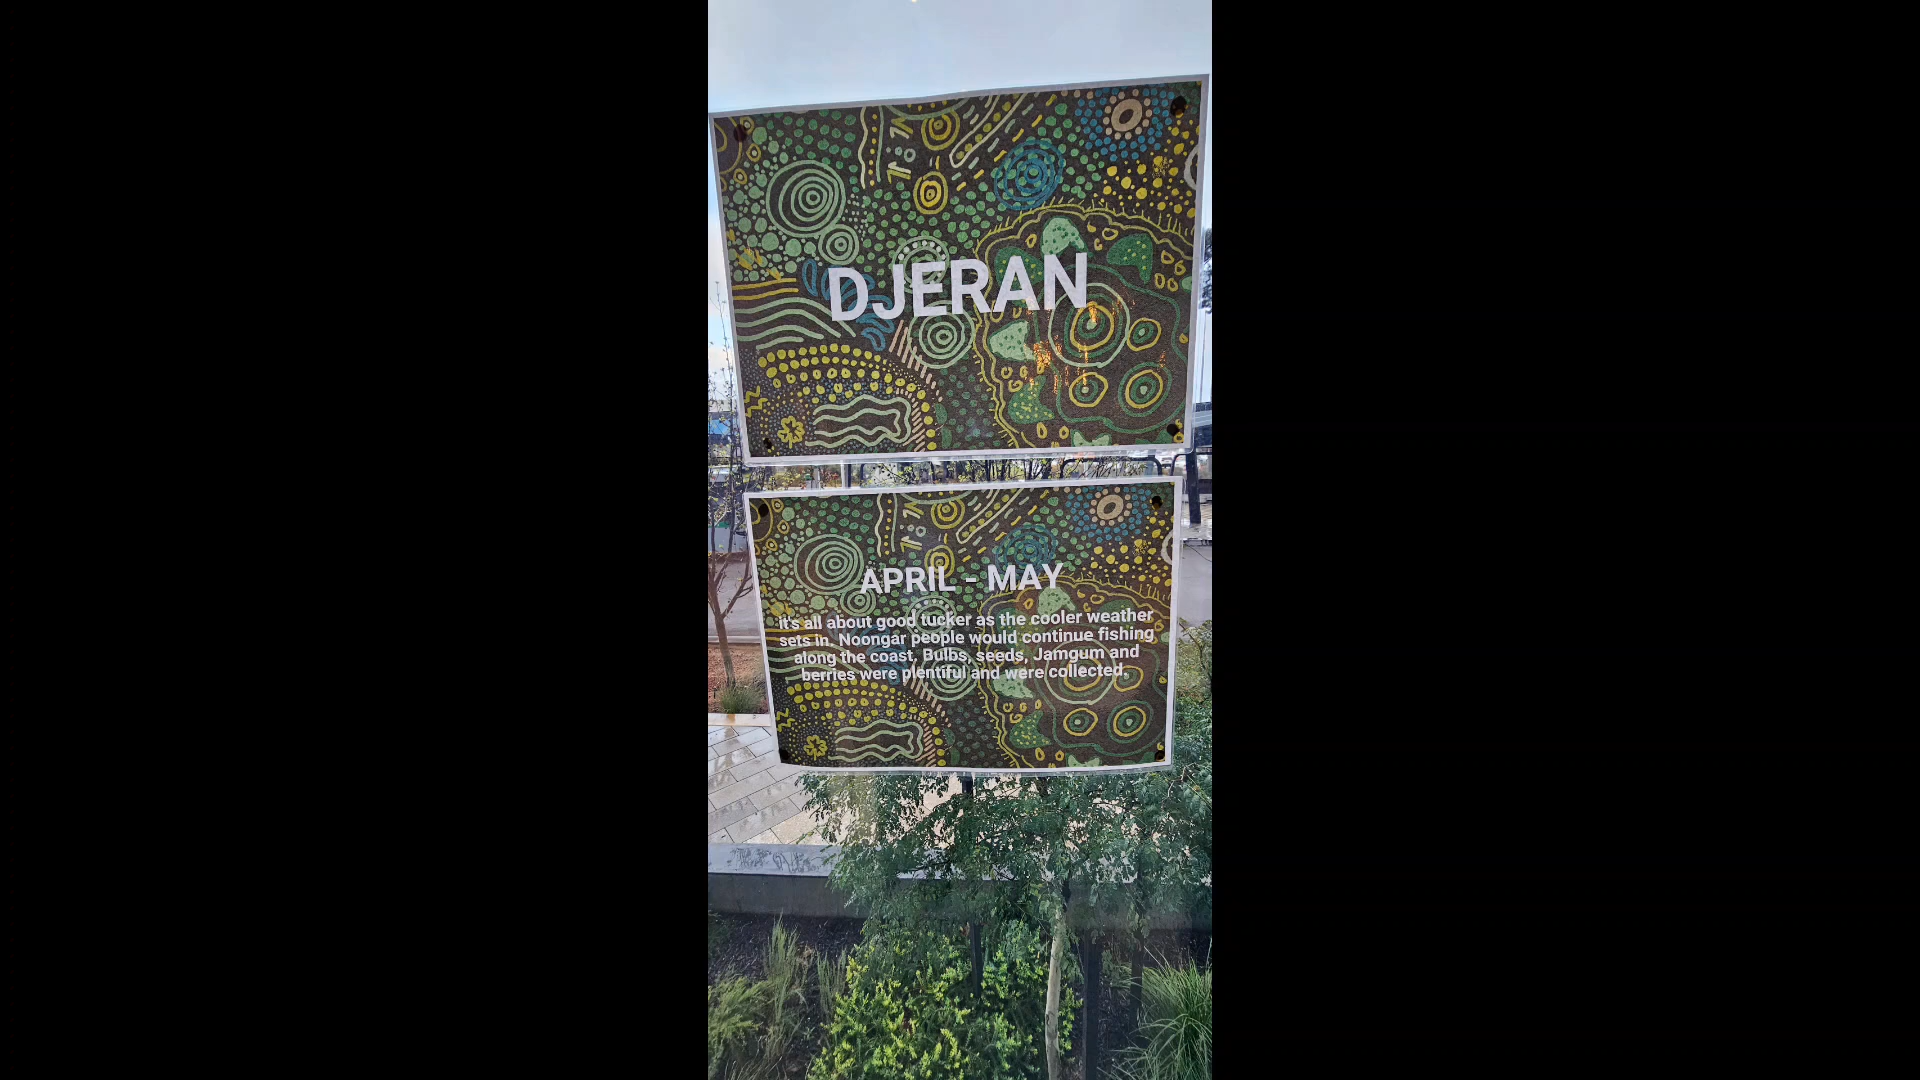 DJERAN
APRIL - MAY
It's all about good tucker as the cooler weather
sets in. Noongar people would continue fishing
along the coast. Bulbs, seeds, Jamgum and
berries were plentiful and were collected.